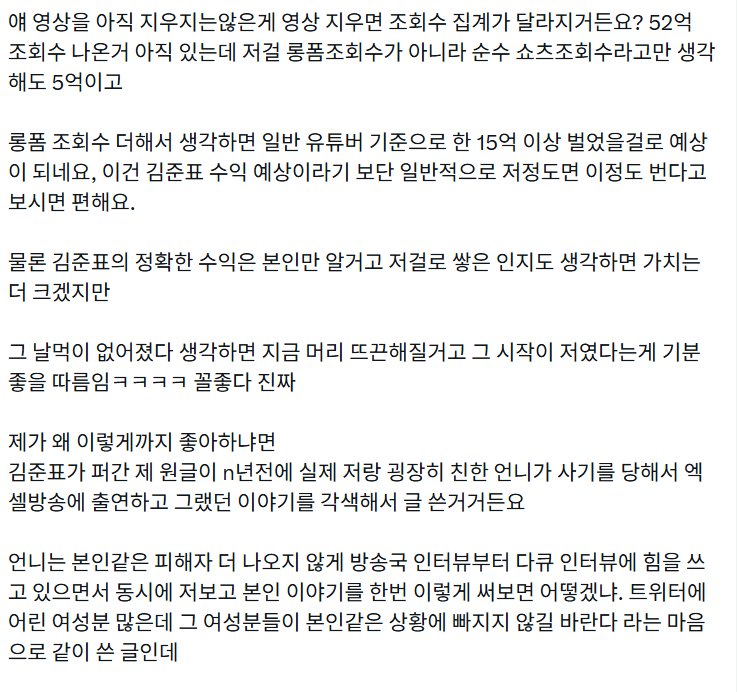 얘 영상을 아직 지우지는않은게 영상 지우면 조회수 집계가 달라지거든요? 52억
조회수 나온거 아직 있는데 저걸 롱폼조회수가 아니라 순수 쇼츠조회수라고만 생각
해도 5억이고
롱폼 조회수 더해서 생각하면 일반 유튜버 기준으로 한 15억 이상 벌었을걸로 예상
이 되네요, 이건 김준표 수익 예상이라기 보단 일반적으로 저정도면 이정도 번다고
보시면 편해요.
물론 김준표의 정확한 수익은 본인만 알거고 저걸로 쌓은 인지도 생각하면 가치는
더 크겠지만
그 날먹이 없어졌다 생각하면 지금 머리 뜨끈해질거고 그 시작이 저였다는게 기분
좋을 따름임ㅋㅋㅋㅋ 꼴좋다 진짜
제가 왜 이렇게까지 좋아하냐면
김준표가 퍼간 제 원글이 n년전에 실제 저랑 굉장히 친한 언니가 사기를 당해서 엑
셀방송에 출연하고 그랬던 이야기를 각색해서 글 쓴거거든요
언니는 본인같은 피해자 더 나오지 않게 방송국 인터뷰부터 다큐 인터뷰에 힘을 쓰
고 있으면서 동시에 저보고 본인 이야기를 한번 이렇게 써보면 어떻겠냐. 트위터에
어린 여성분 많은데 그 여성분들이 본인같은 상황에 빠지지 않길 바란다 라는 마음
으로 같이 쓴 글인데